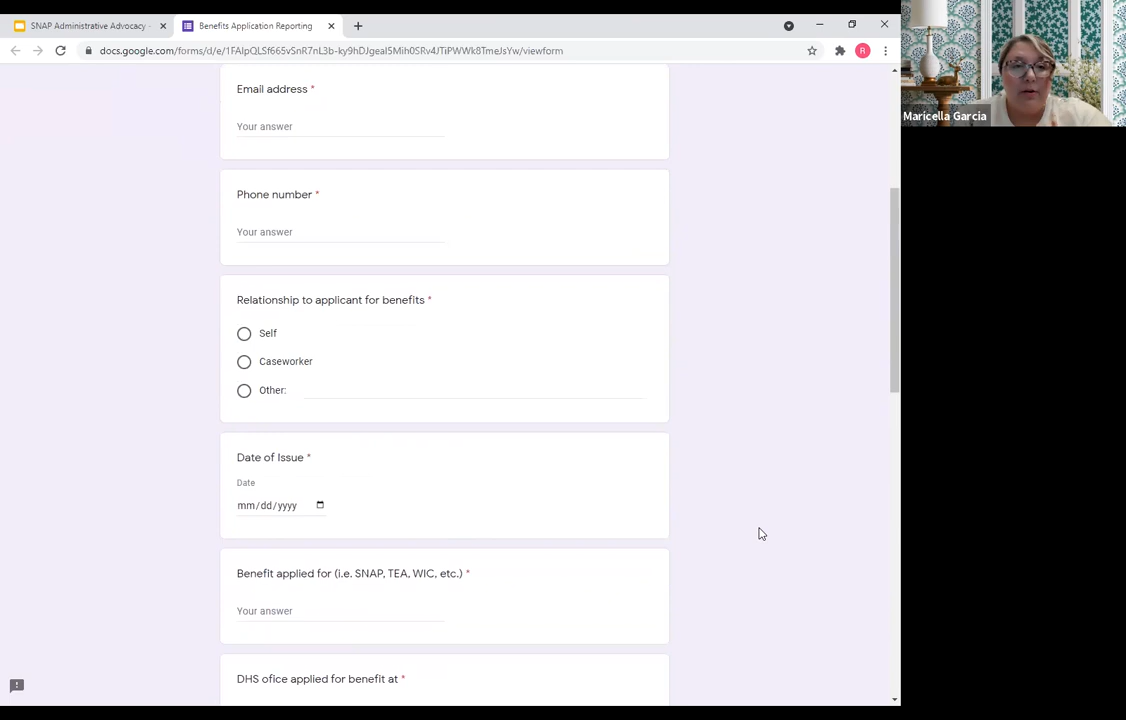 SNAP Administrative Advocacy -
Benefits Application Reporting
docs.google.com/forms/d/e/1FAIpQLSf665vSnR7nL3b-ky9hDJgeaI5Mih0SRv4JTiPWWk8TmeJsYw/viewform
R
Email address *
Your answer
Phone number *
Your answer
Relationship to applicant for benefits *
Self
Caseworker
Other:
Date of Issue *
Date
mm/dd/yyyy
Benefit applied for (i.e. SNAP, TEA, WIC, etc.) *
Your answer
DHS ofice applied for benefit at *
Maricella Garcia